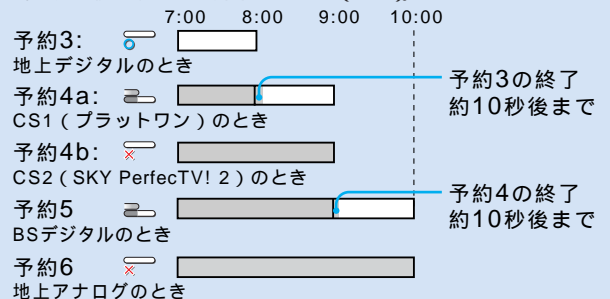 7:00 8:00 9:00 10:00
予約3:
地上デジタルのとき
予約4a:
予約3の終了
約10秒後まで
CS1（プラットワン）のとき
予約4b:
CS2（SKY PerfecTV! 2）のとき
予約5
予約4の終了
約10秒後まで
BSデジタルのとき
予約6
地上アナログのとき